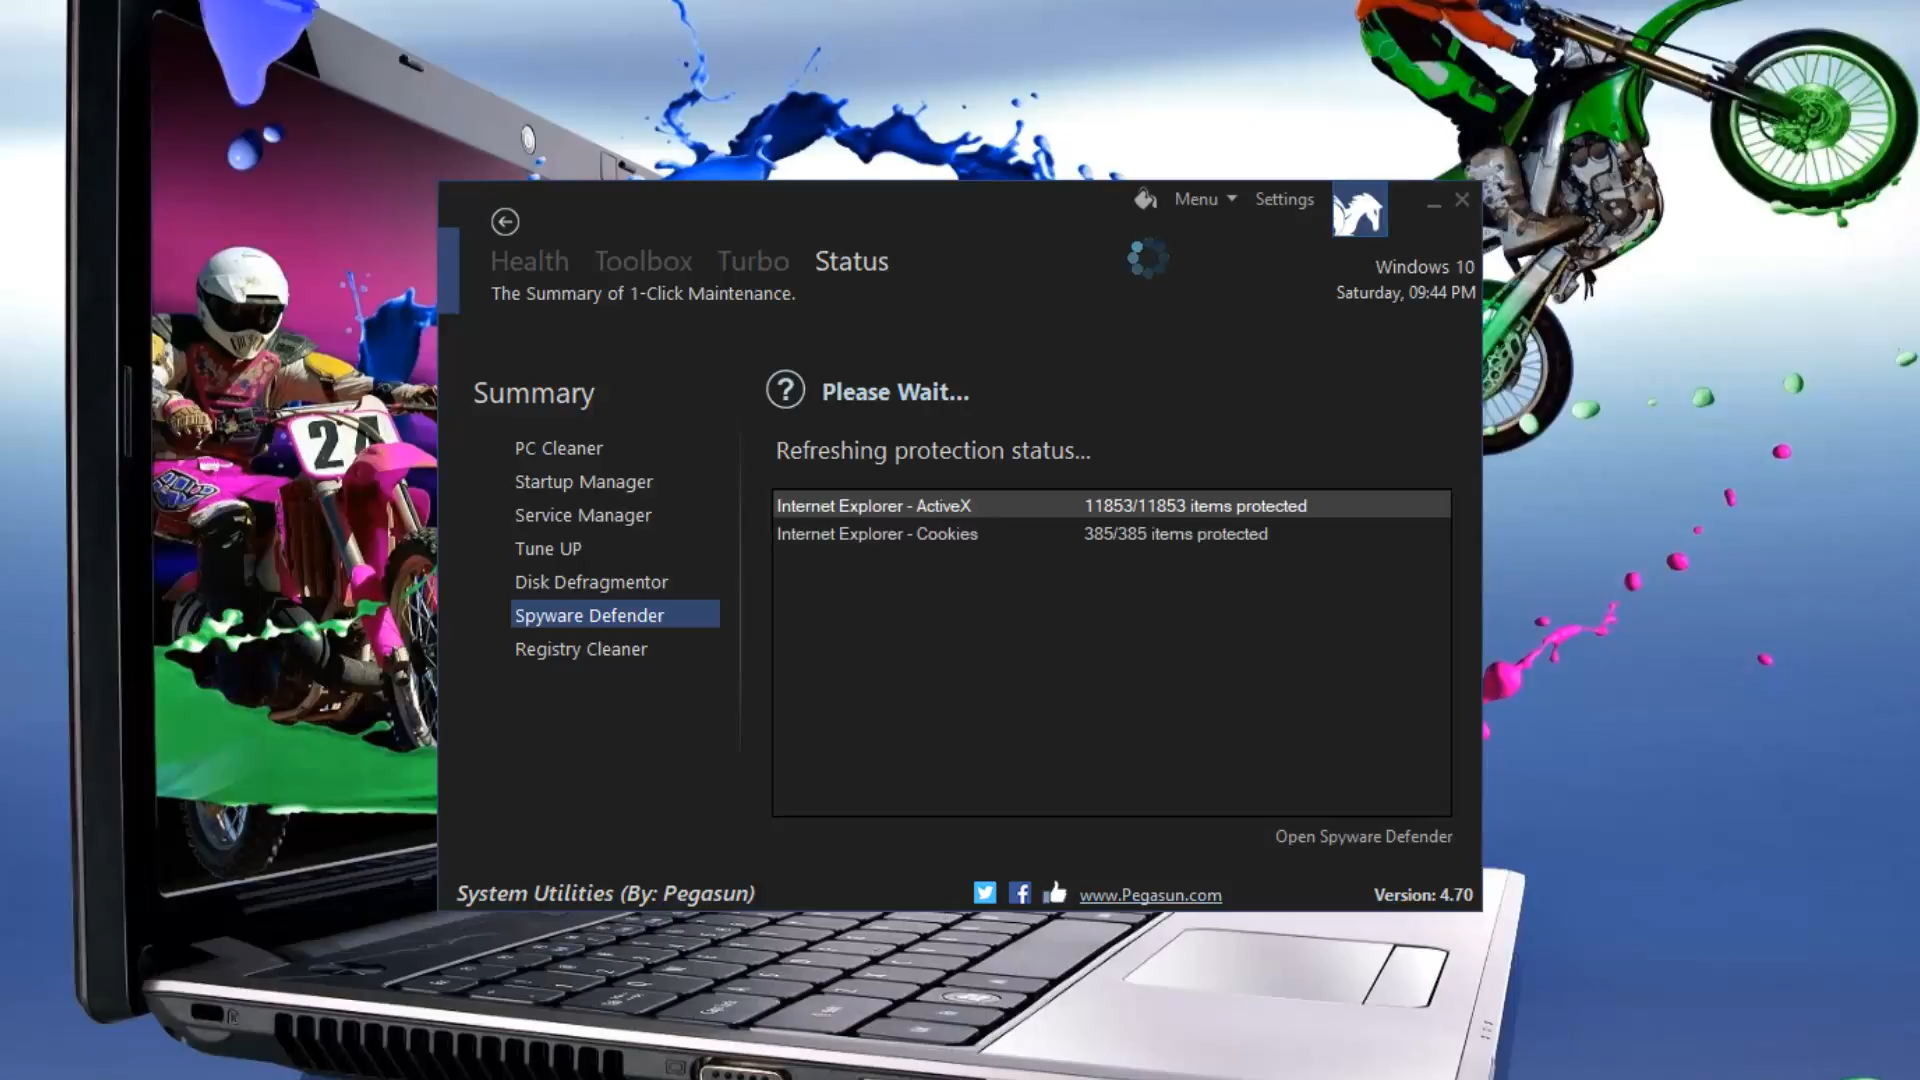 Menu Settings
Health Toolbox Turbo Status
The Summary of 1-Click Maintenance.
Windows 10
Saturday, 09:44 PM
Summary
PC Cleaner
Startup Manager
Service Manager
Tune UP
Disk Defragmentor
Spyware Defender
Registry Cleaner
? Please Wait...
Refreshing protection status...
Internet Explorer - ActiveX 11853/11853 items protected
Internet Explorer - Cookies 385/385 items protected
Open Spyware Defender
System Utilities (By: Pegasun)
www.Pegasun.com
Version: 4.70